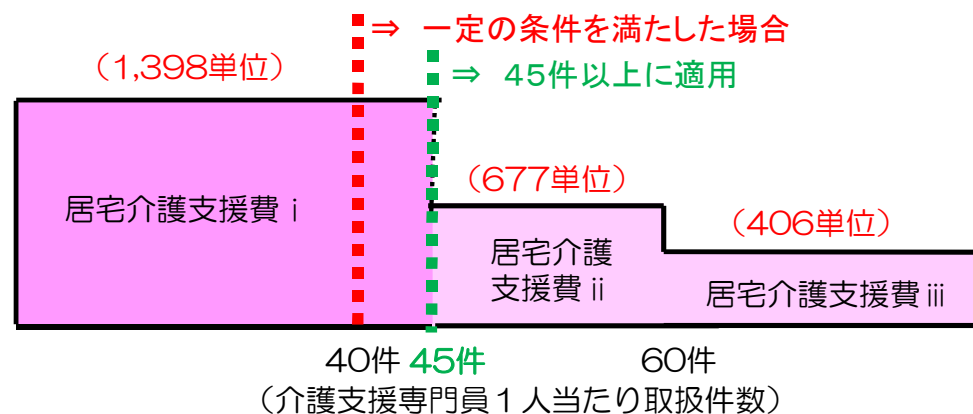 ⇒ 一定の条件を満たした場合
（1,398単位）
⇒ 45件以上に適用
（677単位）
居宅介護支援費ⅰ
（406単位）
居宅介護
支援費ⅱ
居宅介護支援費ⅲ
40件 45件 60件
（介護支援専門員１人当たり取扱件数）